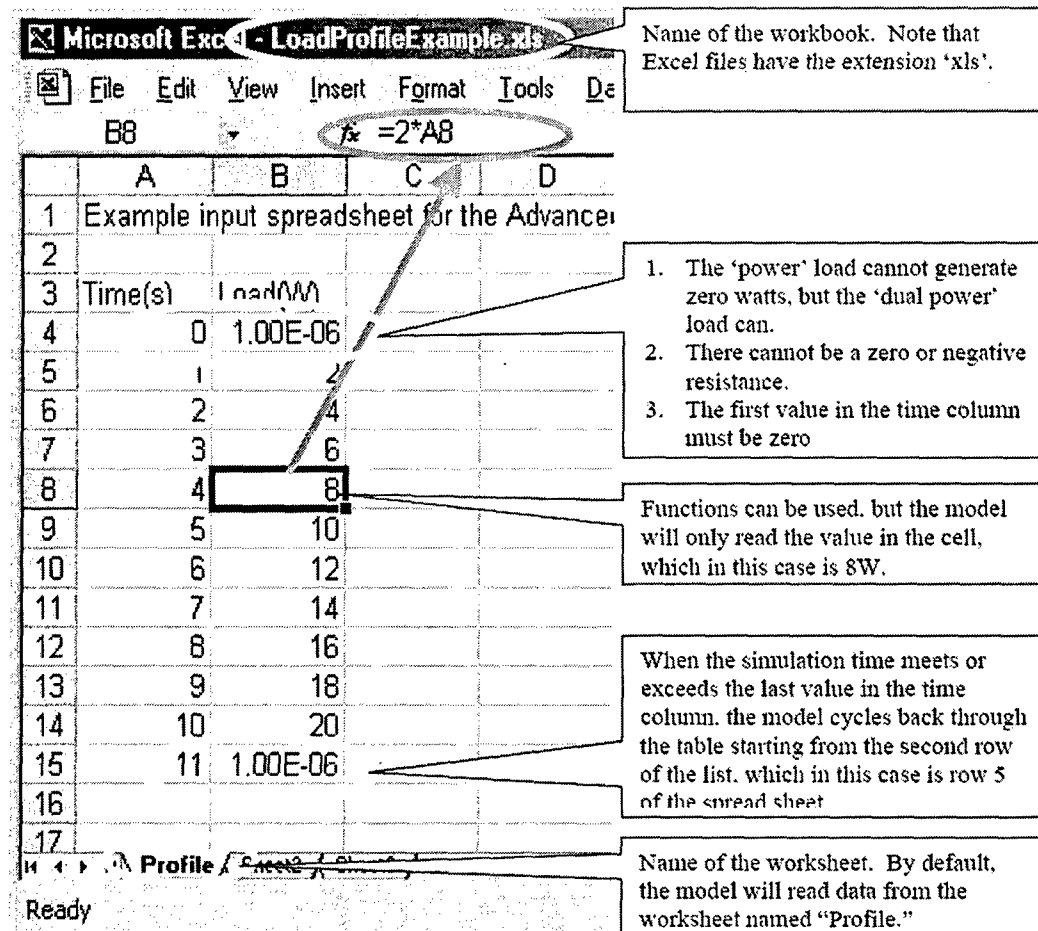 Microsoft Excel - LoadProfileExample.xls
File Edit View Insert Format Tools Da
B8 fx =2*A8
A B C D
1 Example input spreadsheet for the Advance
2
3 Time(s) Load(W)
4 0 1.00E-06
5 1 2
6 2 4
7 3 6
8 4 8
9 5 10
10 6 12
11 7 14
12 8 16
13 9 18
14 10 20
15 11 1.00E-06
16
17
Profile
Ready
Name of the workbook. Note that
Excel files have the extension ‘xls’.
1. The ‘power’ load cannot generate
zero watts, but the ‘dual power’
load can.
2. There cannot be a zero or negative
resistance.
3. The first value in the time column
must be zero
Functions can be used. but the model
will only read the value in the cell,
which in this case is 8W.
When the simulation time meets or
exceeds the last value in the time
column. the model cycles back through
the table starting from the second row
of the list. which in this case is row 5
of the spread sheet
Name of the worksheet. By default,
the model will read data from the
worksheet named “Profile.”